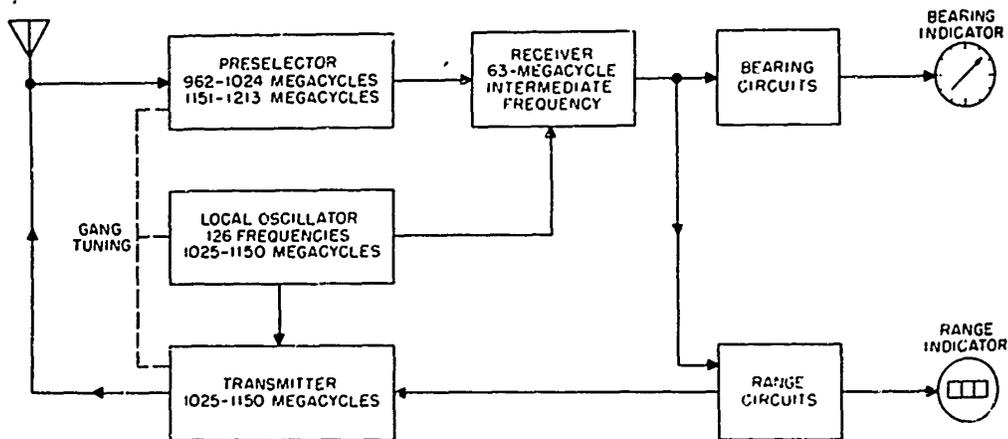 BEARING
INDICATOR
PRESELECTOR
962-1024 MEGACYCLES
1151-1213 MEGACYCLES
RECEIVER
63-MEGACYCLE
INTERMEDIATE
FREQUENCY
BEARING
CIRCUITS
GANG
TUNING
LOCAL OSCILLATOR
126 FREQUENCIES
1025-1150 MEGACYCLES
RANGE
INDICATOR
TRANSMITTER
1025-1150 MEGACYCLES
RANGE
CIRCUITS